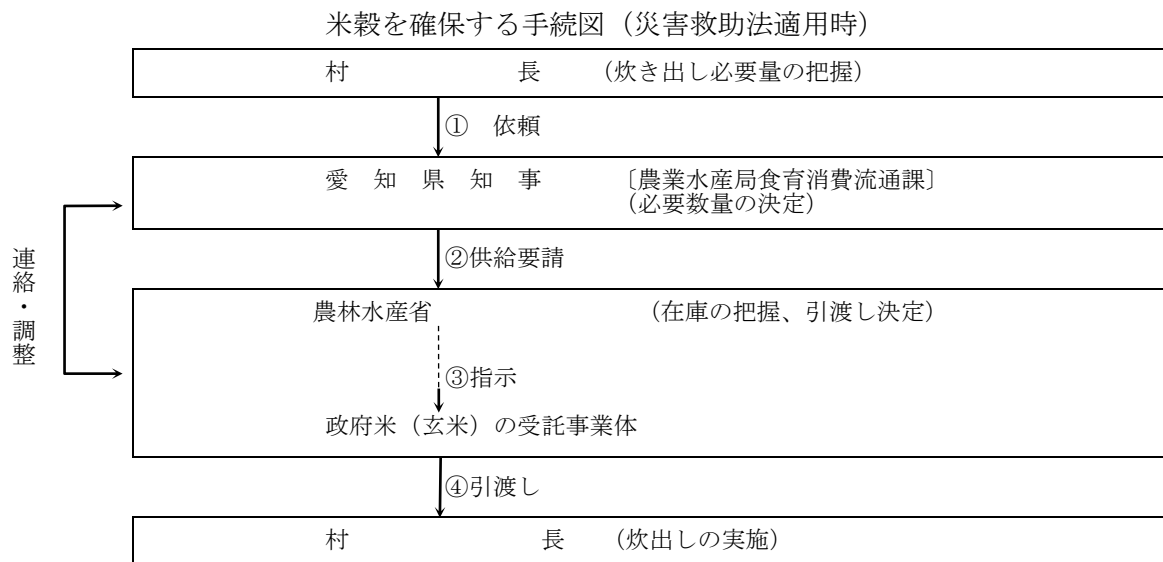 米穀を確保する手続図（災害救助法適用時）
村　　　　　長　（炊き出し必要量の把握）
①　依頼
愛　知　県　知　事　　〔農業水産局食育消費流通課〕
（必要数量の決定）
連絡・調整
②供給要請
農林水産省　　　　　（在庫の把握、引渡し決定）
③指示
政府米（玄米）の受託事業体
④引渡し
村　　　　　長　（炊出しの実施）